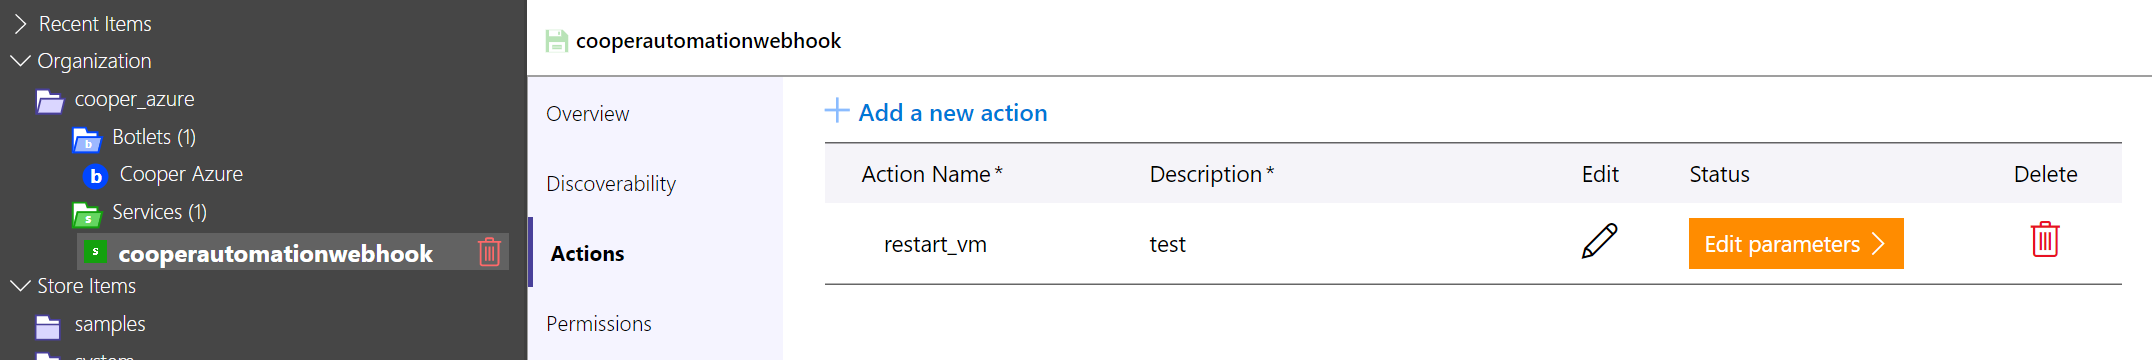 Recent Items
Organization
cooper_azure
b
Botlets (1)
b
Cooper Azure
s
Services (1)
s
cooperautomationwebhook
Store Items
samples
system
cooperautomationwebhook
Overview
Discoverability
Actions
Permissions
Add a new action
Action Name* Description* Edit Status Delete
restart_vm test Edit parameters